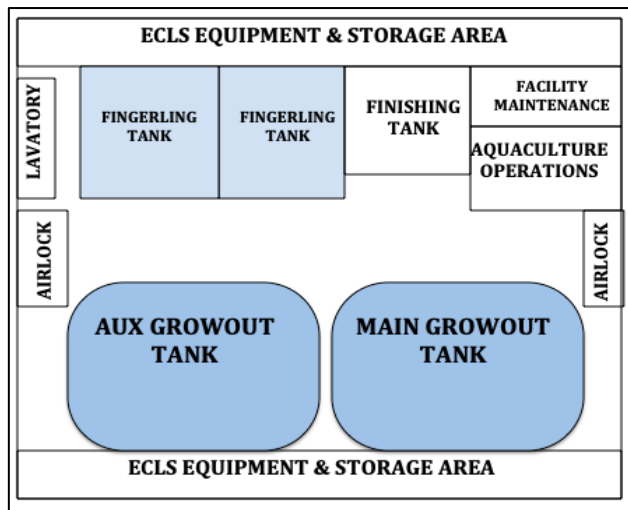 ECLS EQUIPMENT & STORAGE AREA
LAVATORY
FINGERLING
TANK
FINGERLING
TANK
FINISHING
TANK
FACILITY
MAINTENANCE
AQUACULTURE
OPERATIONS
AIRLOCK
AIRLOCK
AUX GROWOUT
TANK
MAIN GROWOUT
TANK
ECLS EQUIPMENT & STORAGE AREA